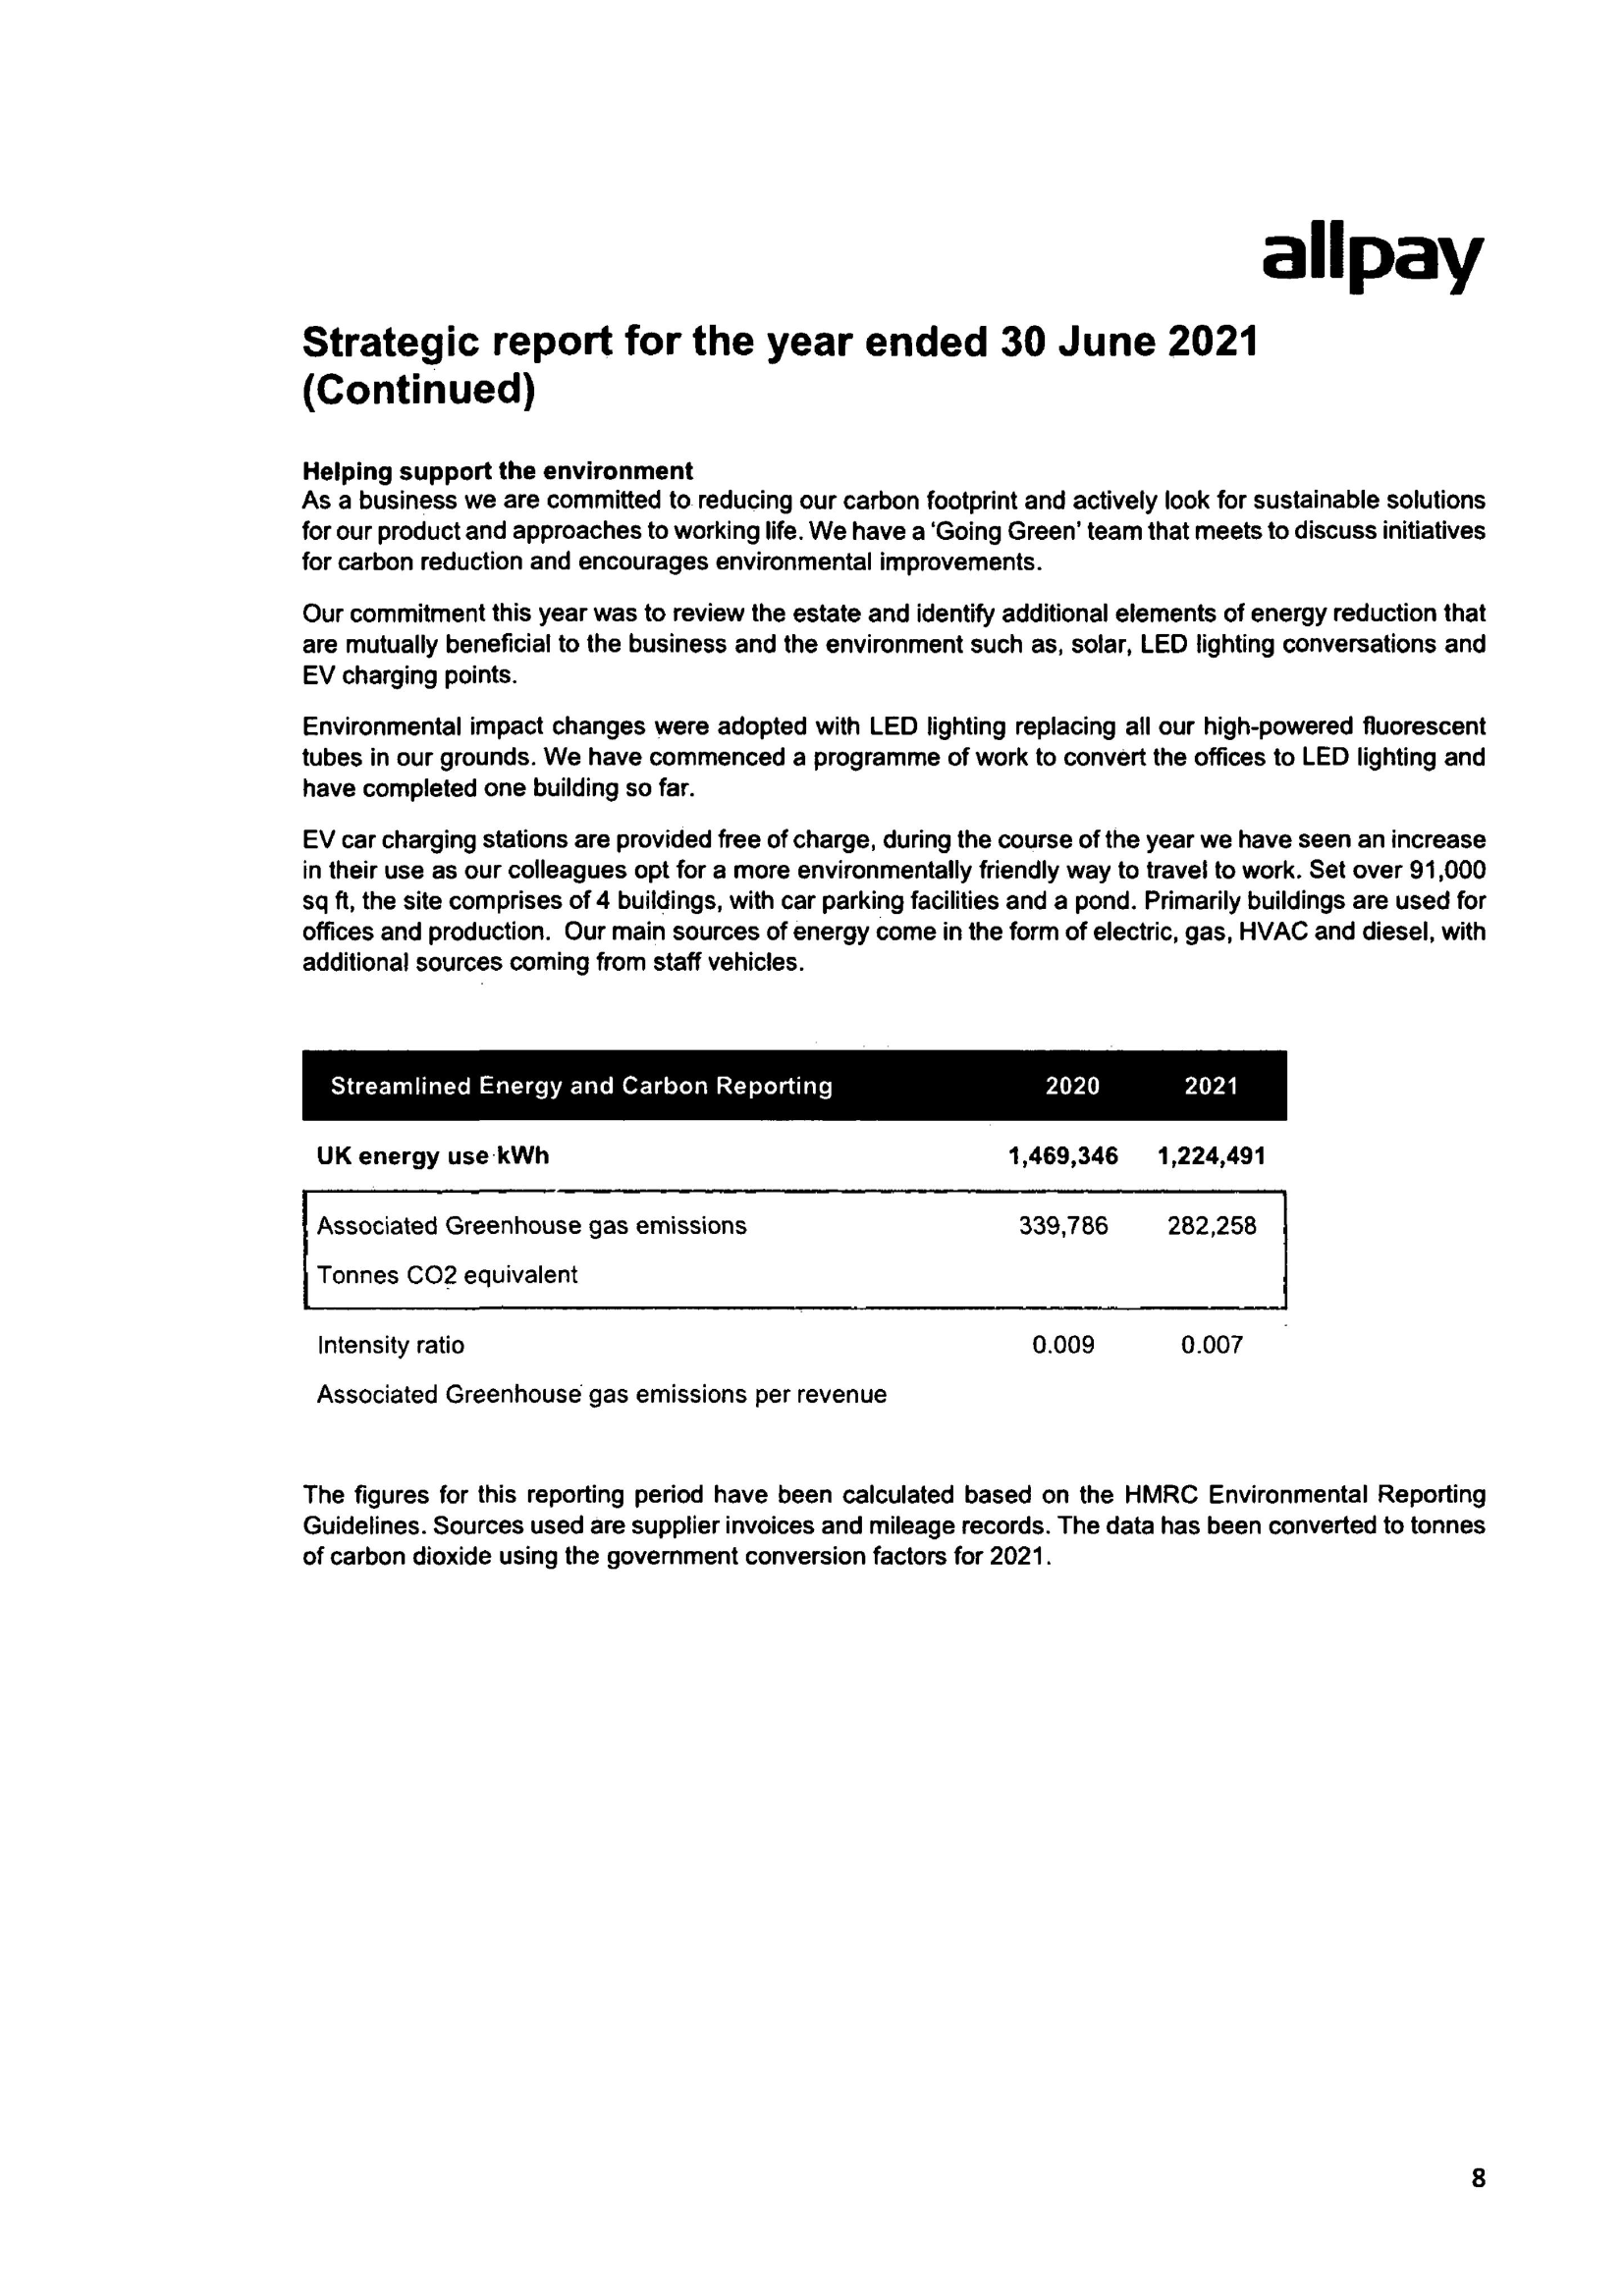 allpay
Strategic report for the year ended 30 June 2021
(Continued)
Helping support the environment
As a business we are committed to reducing our carbon footprint and actively look for sustainable solutions
for our product and approaches to working life. We have a ‘Going Green’ team that meets to discuss initiatives
for carbon reduction and encourages environmental improvements.
Our commitment this year was to review the estate and identify additional elements of energy reduction that
are mutually beneficial to the business and the environment such as, solar, LED lighting conversations and
EV charging points.
Environmental impact changes were adopted with LED lighting replacing all our high-powered fluorescent
tubes in our grounds. We have commenced a programme of work to convert the offices to LED lighting and
have completed one building so far.
EV car charging stations are provided free of charge, during the course of the year we have seen an increase
in their use as our colleagues opt for a more environmentally friendly way to travel to work. Set over 91,000
sq ft, the site comprises of 4 buildings, with car parking facilities and a pond. Primarily buildings are used for
offices and production. Our main sources of energy come in the form of electric, gas, HVAC and diesel, with
additional sources coming from staff vehicles.
Streamlined Energy and Carbon Reporting 2020 2021
UK energy use kWh 1,469,346 1,224,491
Associated Greenhouse gas emissions 339,786 282,258
Tonnes CO2 equivalent
Intensity ratio 0.009 0.007
Associated Greenhouse gas emissions per revenue
The figures for this reporting period have been calculated based on the HMRC Environmental Reporting
Guidelines. Sources used are supplier invoices and mileage records. The data has been converted to tonnes
of carbon dioxide using the government conversion factors for 2021.
8